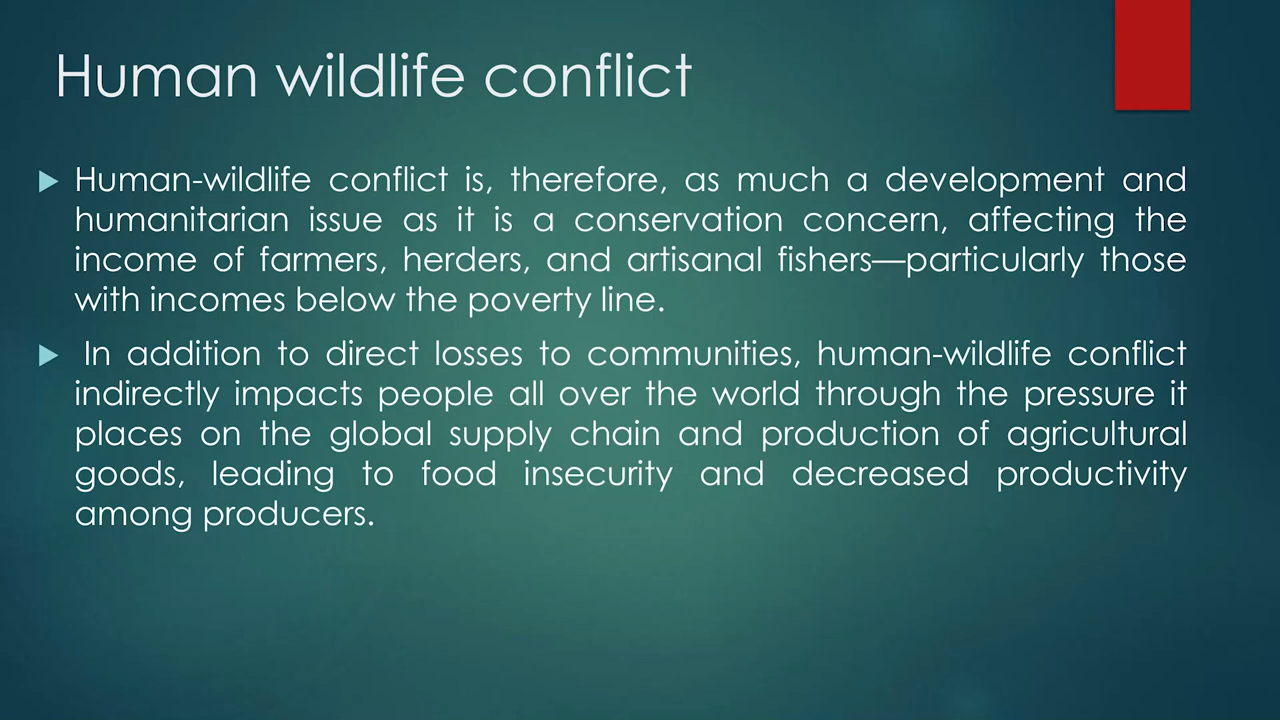 Human wildlife conflict
Human-wildlife conflict is, therefore, as much a development and
humanitarian issue as it is a conservation concern, affecting the
income of farmers, herders, and artisanal fishers—particularly those
with incomes below the poverty line.
In addition to direct losses to communities, human-wildlife conflict
indirectly impacts people all over the world through the pressure it
places on the global supply chain and production of agricultural
goods, leading to food insecurity and decreased productivity
among producers.